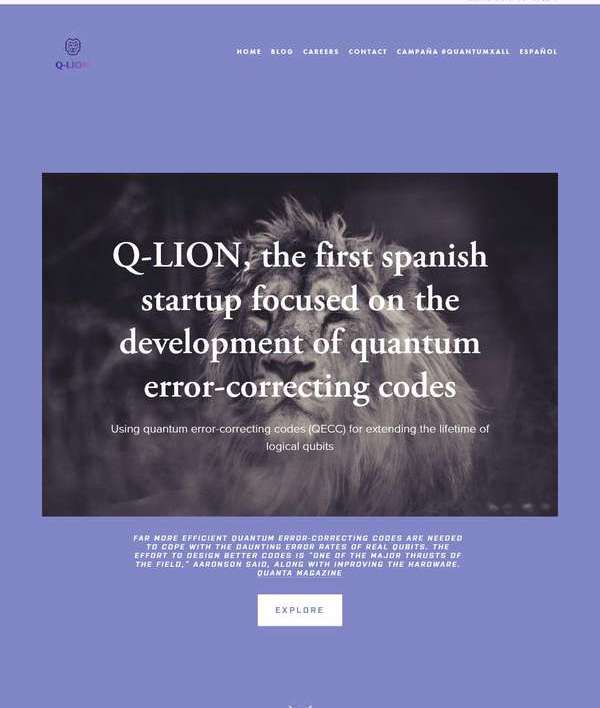 Q-LION
HOME BLOG CAREERS CONTACT CAMPAÑA #QUANTUMXALL ESPAÑOL
Q-LION, the first spanish
startup focused on the
development of quantum
error-correcting codes
Using quantum error-correcting codes (QECC) for extending the lifetime of
logical qubits
FAR MORE EFFICIENT QUANTUM ERROR-CORRECTING CODES ARE NEEDED
TO COPE WITH THE DAUNTING ERROR RATES OF REAL QUBITS. THE
EFFORT TO DESIGN BETTER CODES IS "ONE OF THE MAJOR THRUSTS OF
THE FIELD," AARONSON SAID, ALONG WITH IMPROVING THE HARDWARE.
QUANTA MAGAZINE
EXPLORE